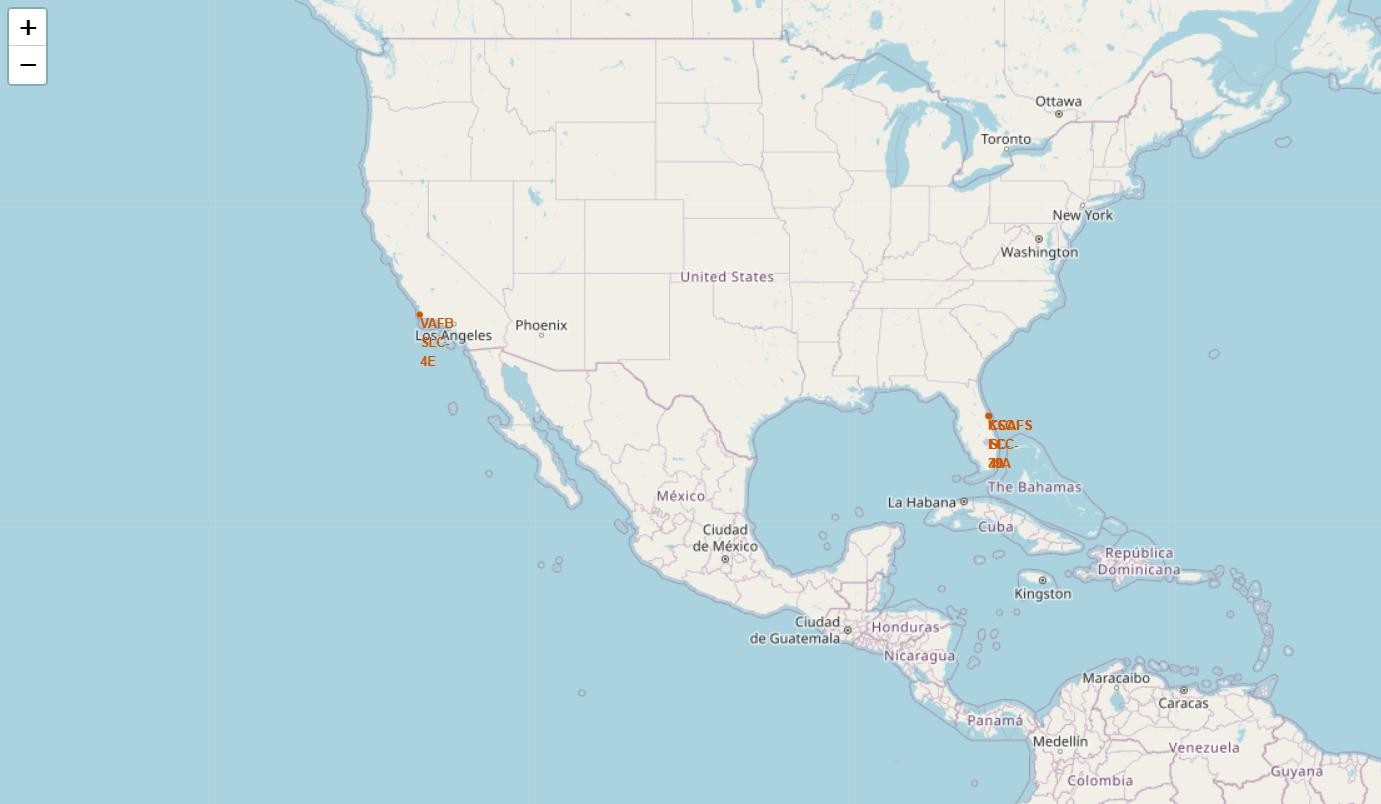 +
−
Ottawa
Toronto
New York
Washington
United States
VAFB
SLC-
4E
Los Angeles
Phoenix
México
Ciudad
de México
La Habana
The Bahamas
Cuba
República
Dominicana
Kingston
Ciudad
de Guatemala
Honduras
Nicaragua
Maracaibo
Caracas
Panamá
Medellín
Venezuela
Colombia
Guyana